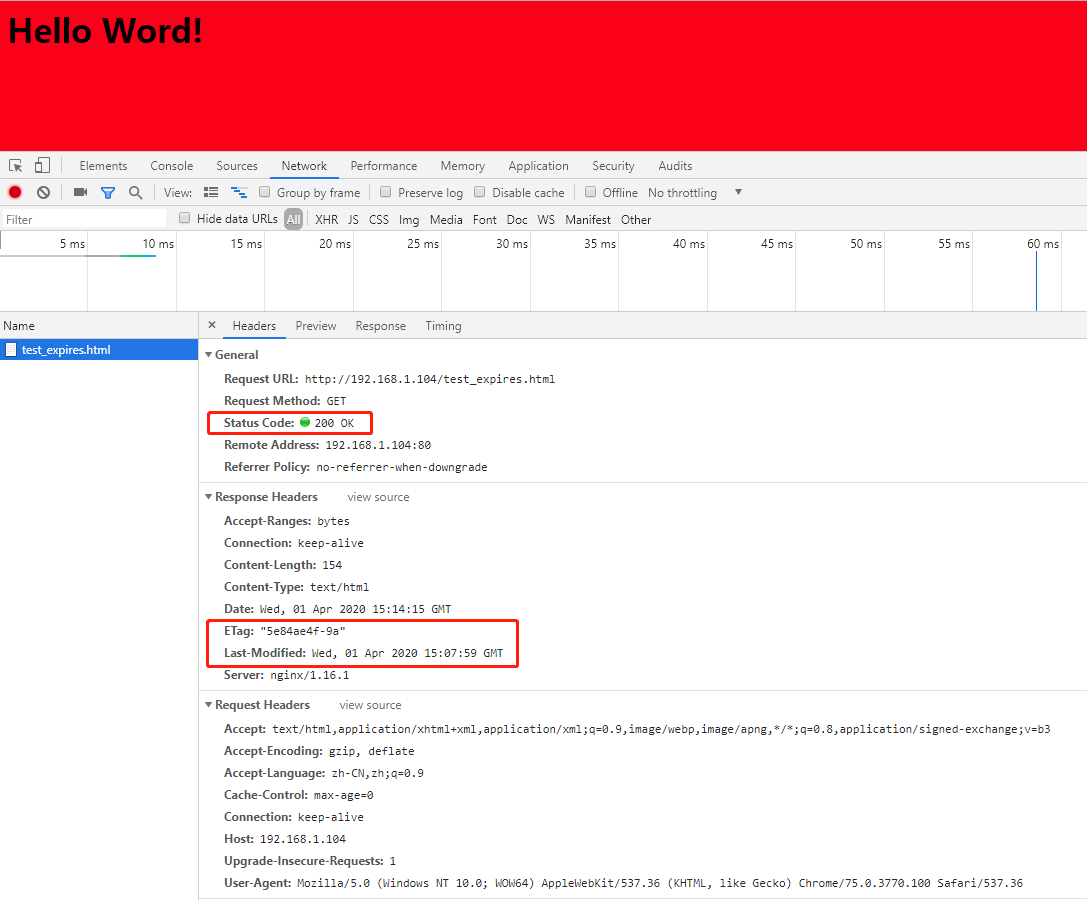 Hello Word!
Elements Console Sources Network Performance Memory Application Security Audits
View: Group by frame Preserve log Disable cache Offline No throttling
Filter Hide data URLs All XHR JS CSS Img Media Font Doc WS Manifest Other
5 ms 10 ms 15 ms 20 ms 25 ms 30 ms 35 ms 40 ms 45 ms 50 ms 55 ms 60 ms
Name × Headers Preview Response Timing
test_expires.html
General
Request URL: http://192.168.1.104/test_expires.html
Request Method: GET
Status Code: 200 OK
Remote Address: 192.168.1.104:80
Referrer Policy: no-referrer-when-downgrade
Response Headers view source
Accept-Ranges: bytes
Connection: keep-alive
Content-Length: 154
Content-Type: text/html
Date: Wed, 01 Apr 2020 15:14:15 GMT
ETag: "5e84ae4f-9a"
Last-Modified: Wed, 01 Apr 2020 15:07:59 GMT
Server: nginx/1.16.1
Request Headers view source
Accept: text/html,application/xhtml+xml,application/xml;q=0.9,image/webp,image/apng,*/*;q=0.8,application/signed-exchange;v=b3
Accept-Encoding: gzip, deflate
Accept-Language: zh-CN,zh;q=0.9
Cache-Control: max-age=0
Connection: keep-alive
Host: 192.168.1.104
Upgrade-Insecure-Requests: 1
User-Agent: Mozilla/5.0 (Windows NT 10.0; WOW64) AppleWebKit/537.36 (KHTML, like Gecko) Chrome/75.0.3770.100 Safari/537.36